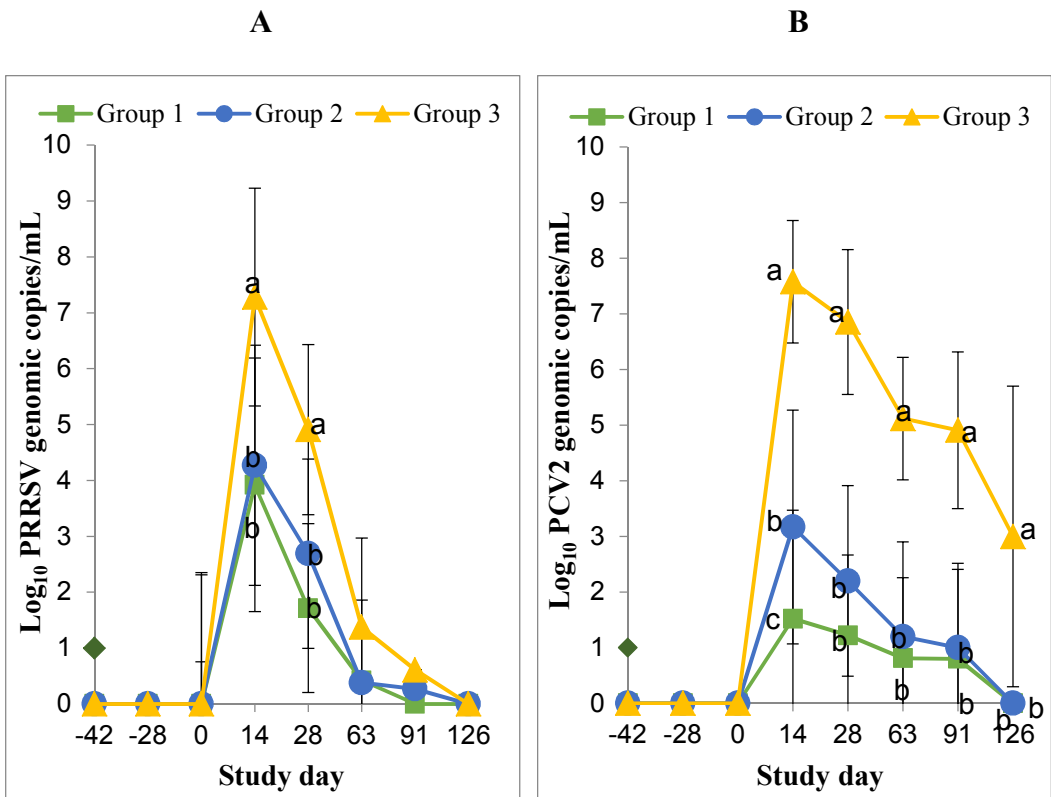 A
B
Group 1 Group 2 Group 3
10
9
8
7
6
5
4
3
2
1
0
Log10 PRRSV genomic copies/mL
a
b
b
a
b
b
-42 -28 0 14 28 63 91 126
Study day
Group 1 Group 2 Group 3
10
9
8
7
6
5
4
3
2
1
0
Log10 PCV2 genomic copies/mL
a
a
a
a
a
b
c
b
b
b
b
b
b
b
b
-42 -28 0 14 28 63 91 126
Study day